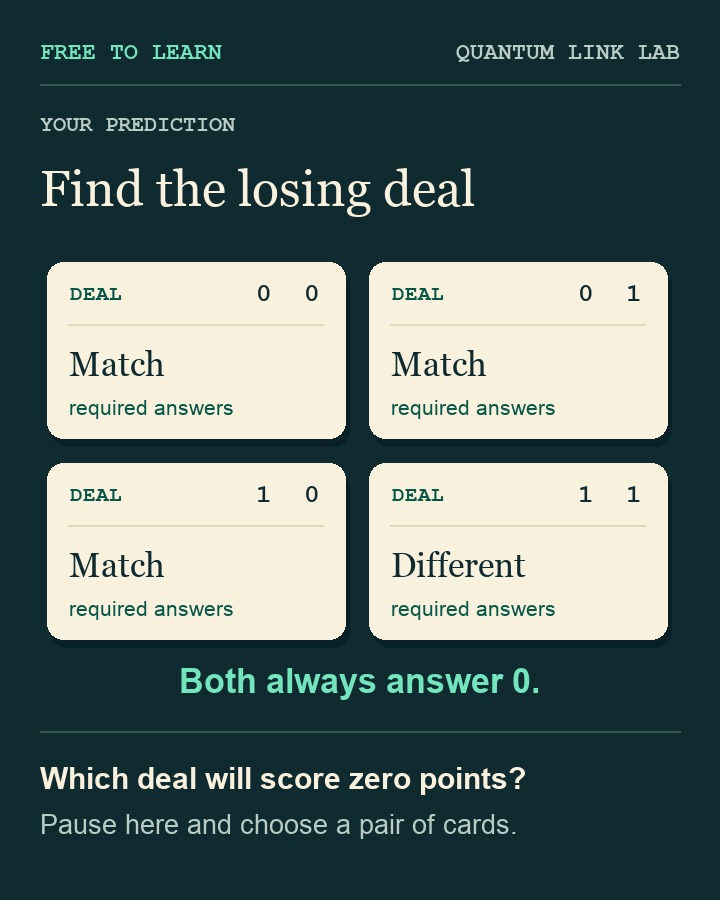 FREE TO LEARN
QUANTUM LINK LAB
YOUR PREDICTION
Find the losing deal
DEAL 0 0
Match
required answers
DEAL 0 1
Match
required answers
DEAL 1 0
Match
required answers
DEAL 1 1
Different
required answers
Both always answer 0.
Which deal will score zero points?
Pause here and choose a pair of cards.